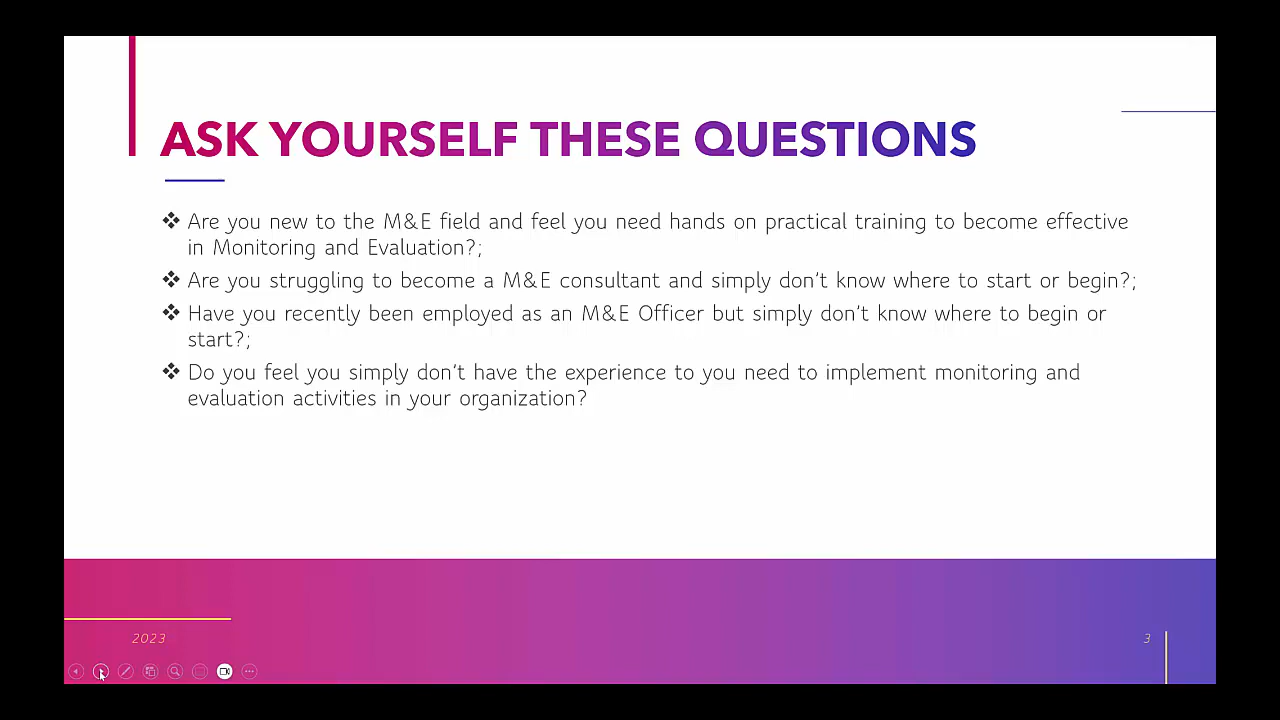 ASK YOURSELF THESE QUESTIONS
❖ Are you new to the M&E field and feel you need hands on practical training to become effective
in Monitoring and Evaluation?;
❖ Are you struggling to become a M&E consultant and simply don't know where to start or begin?;
❖ Have you recently been employed as an M&E Officer but simply don't know where to begin or
start?;
❖ Do you feel you simply don't have the experience to you need to implement monitoring and
evaluation activities in your organization?
2023
3